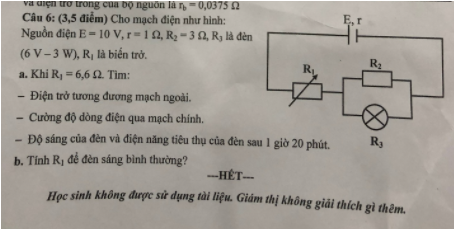 và điện trở trong của bộ nguồn là rb = 0,0375 Ω
Câu 6: (3,5 điểm) Cho mạch điện như hình:
Nguồn điện E = 10 V, r = 1 Ω, R2 = 3 Ω, R3 là đèn
(6 V – 3 W), R1 là biến trở.
a. Khi R1 = 6,6 Ω. Tìm:
– Điện trở tương đương mạch ngoài.
– Cường độ dòng điện qua mạch chính.
– Độ sáng của đèn và điện năng tiêu thụ của đèn sau 1 giờ 20 phút.
b. Tính R1 để đèn sáng bình thường?
E, r
R1
R2
R3
---HẾT---
Học sinh không được sử dụng tài liệu. Giám thị không giải thích gì thêm.